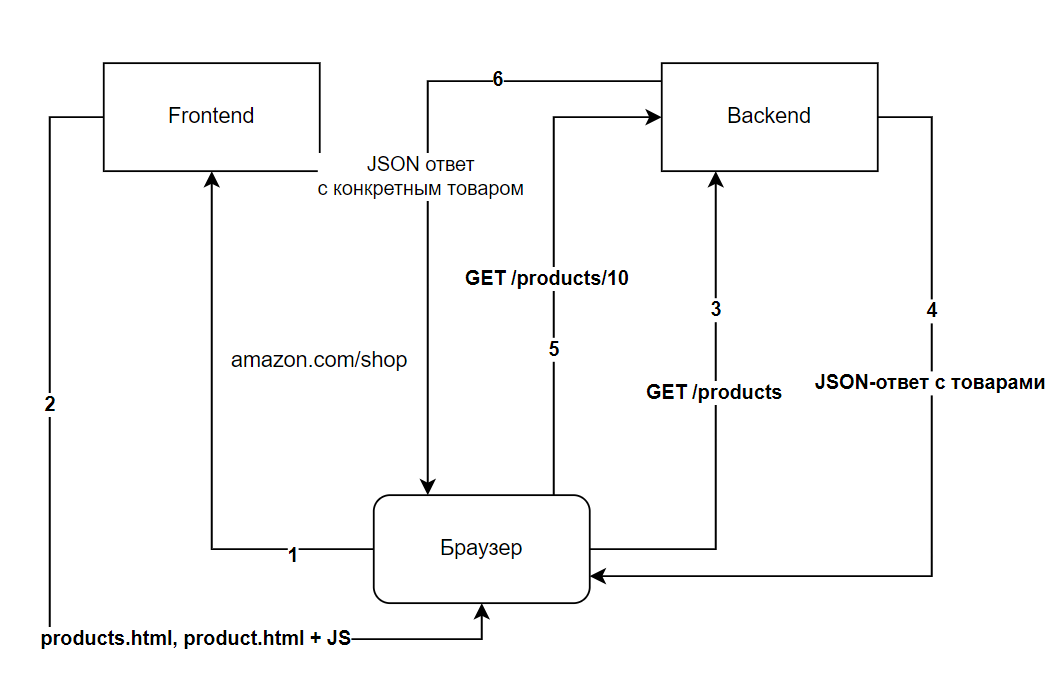 6
Frontend
Backend
JSON ответ
с конкретным товаром
GET /products/10
3
4
5
amazon.com/shop
JSON-ответ с товарами
GET /products
2
Браузер
1
products.html, product.html + JS